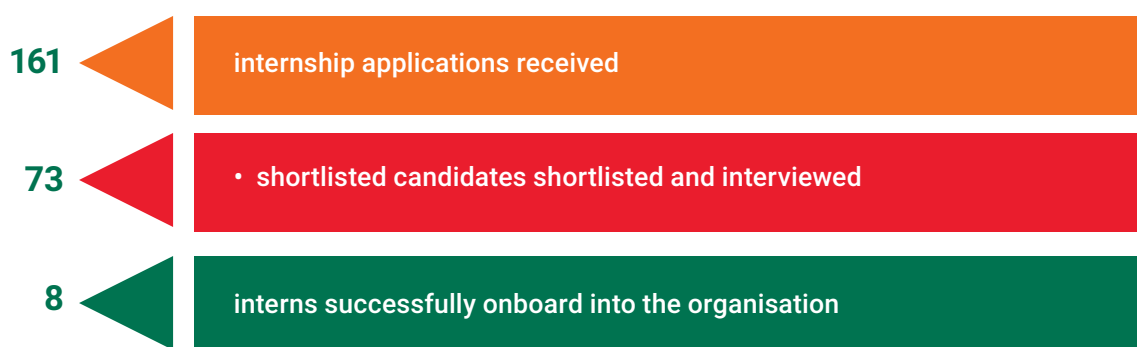 161
internship applications received
73
• shortlisted candidates shortlisted and interviewed
8
interns successfully onboard into the organisation